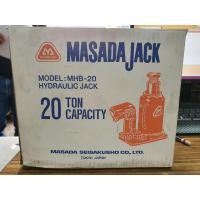 MASADA JACK
MODEL: MHB-20
HYDRAULIC JACK
20 TON
CAPACITY
MASADA SEISAKUSHO CO., LTD.
TOKYO JAPAN